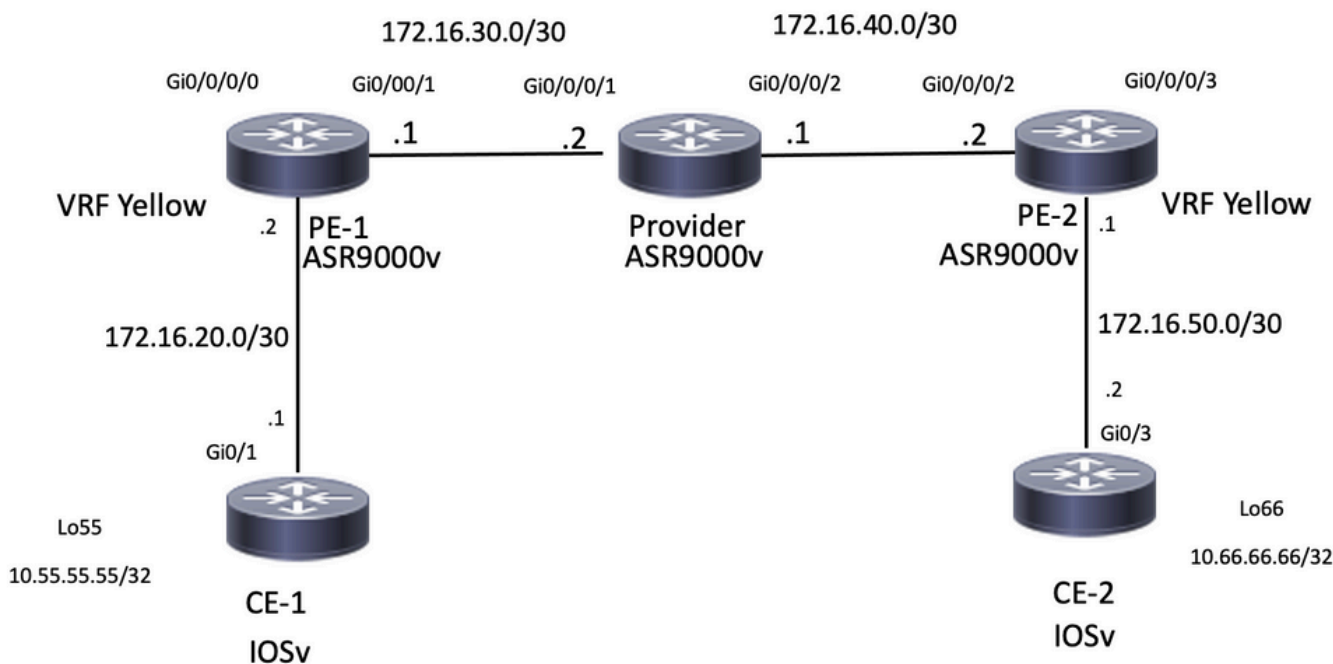 172.16.30.0/30
172.16.40.0/30
Gi0/0/0/0
Gi0/00/1
Gi0/0/0/1
Gi0/0/0/2
Gi0/0/0/2
Gi0/0/0/3
.1
.2
.1
.2
VRF Yellow
.2
PE-1
ASR9000v
Provider
ASR9000v
PE-2
ASR9000v
.1
VRF Yellow
172.16.20.0/30
172.16.50.0/30
.1
Gi0/1
.2
Gi0/3
Lo55
10.55.55.55/32
CE-1
IOSv
Lo66
10.66.66.66/32
CE-2
IOSv